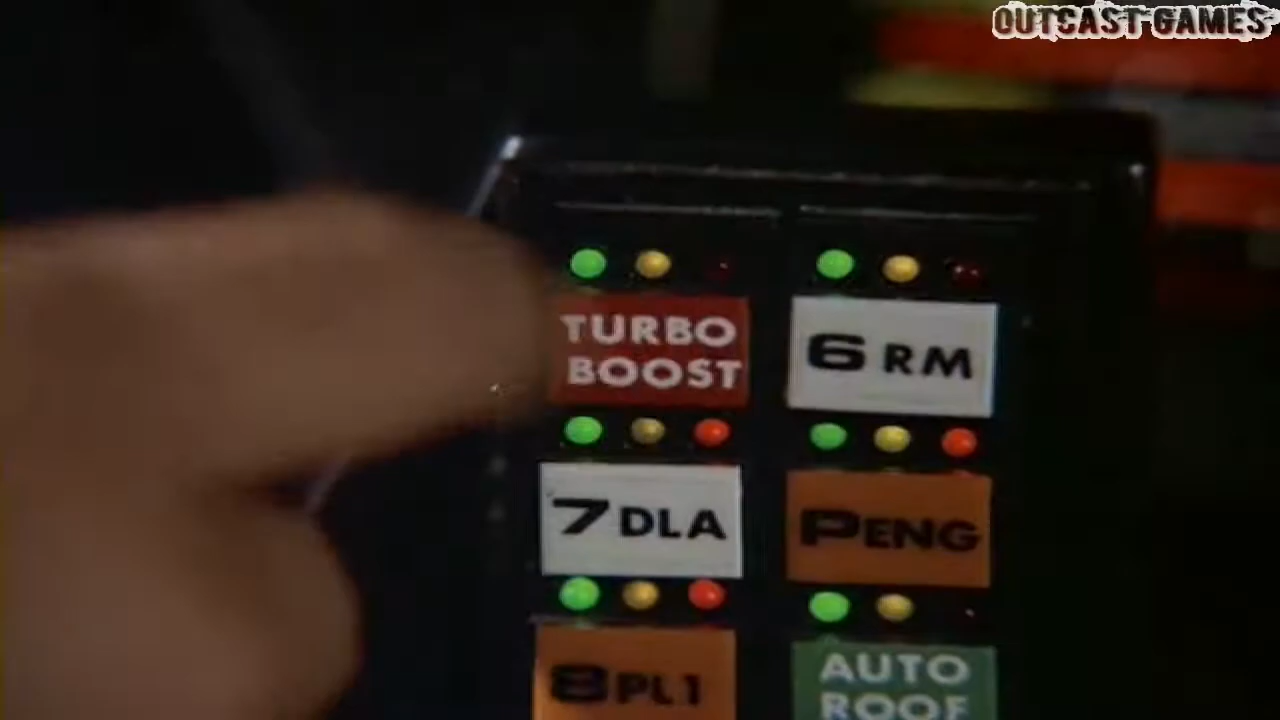 OUTCAST GAMES
TURBO
BOOST
6 RM
7 DLA
PENG
8 PL1
AUTO
ROOF